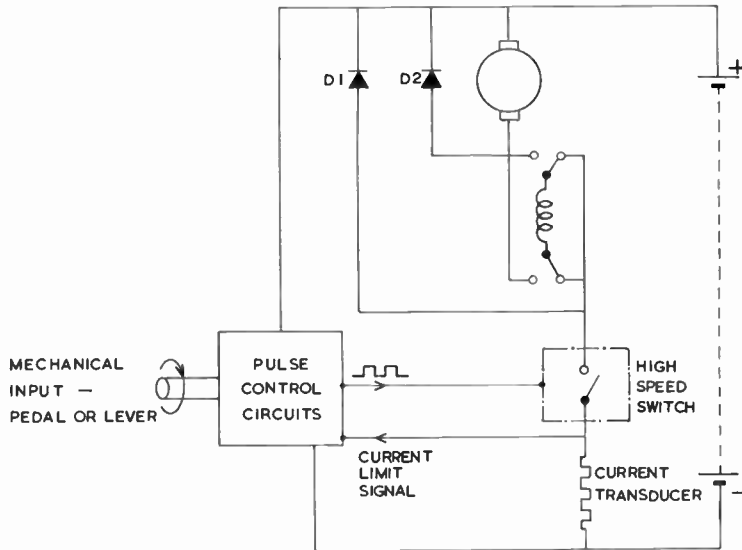 D1
D2
+
MECHANICAL
INPUT —
PEDAL OR LEVER
PULSE
CONTROL
CIRCUITS
HIGH
SPEED
SWITCH
CURRENT
LIMIT
SIGNAL
CURRENT
TRANSDUCER
−